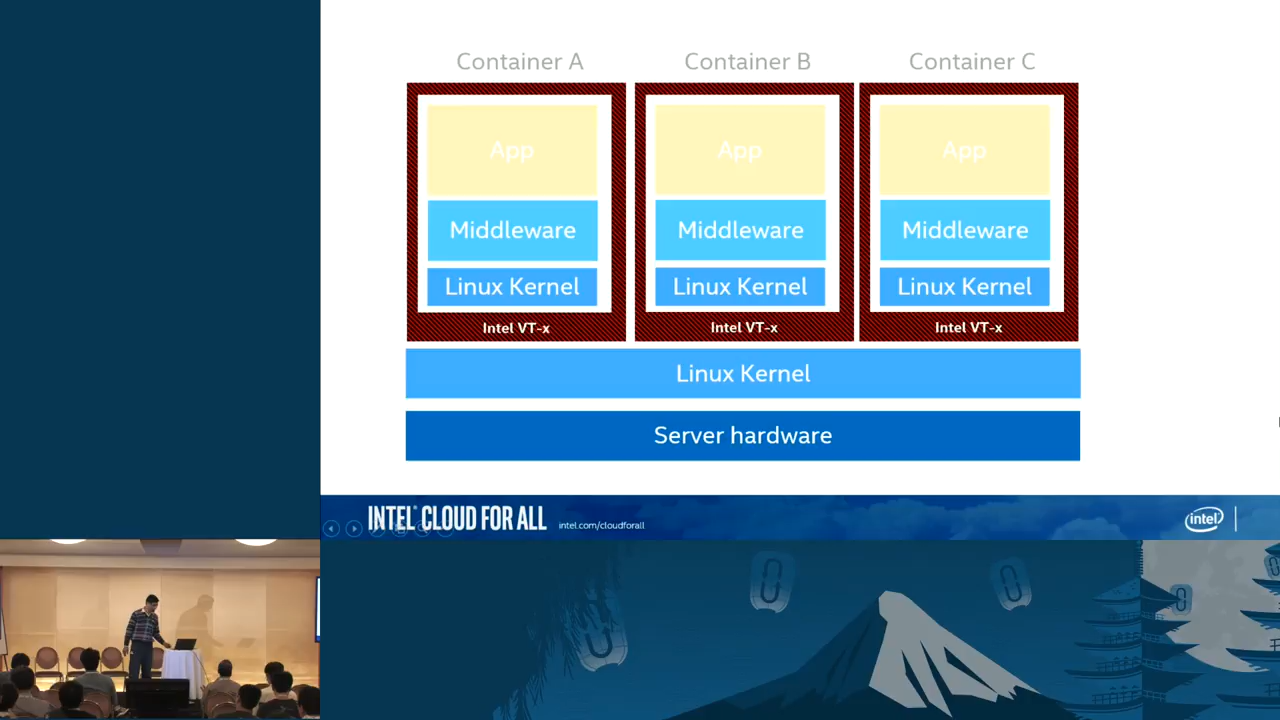 Container A
Container B
Container C
App
App
App
Middleware
Middleware
Middleware
Linux Kernel
Linux Kernel
Linux Kernel
Intel VT-x
Intel VT-x
Intel VT-x
Linux Kernel
Server hardware
INTEL® CLOUD FOR ALL
intel.com/cloudforall
intel